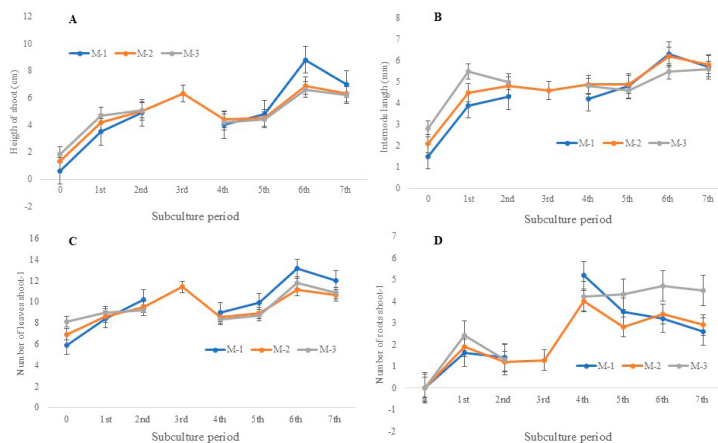 A
M-1 M-2 M-3
12
10
8
6
4
2
0
-2
Heigth of shoot (cm)
0 1st 2nd 3rd 4th 5th 6th 7th
Subculture period
B
8
7
6
5
4
3
2
1
0
Internode langth (mm)
M-1 M-2 M-3
0 1st 2nd 3rd 4th 5th 6th 7th
Subculture period
C
16
14
12
10
8
6
4
2
0
Number of leaves shoot-1
M-1 M-2 M-3
0 1st 2nd 3rd 4th 5th 6th 7th
Subculture period
D
7
6
5
4
3
2
1
0
-1
-2
Number of roots shoot-1
M-1 M-2 M-3
0 1st 2nd 3rd 4th 5th 6th 7th
Subculture period